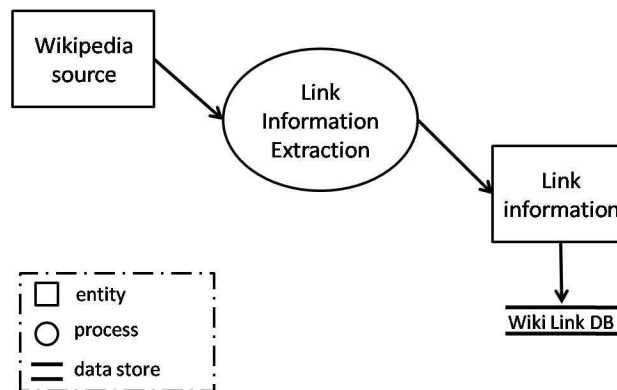 Wikipedia
source
Link
Information
Extraction
Link
information
Wiki Link DB
entity
process
data store